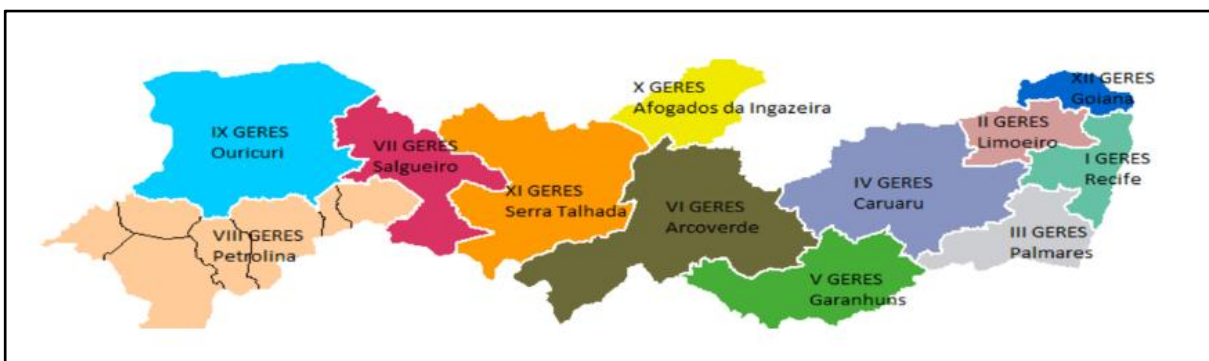 X GERES
Afogados da Ingazeira
XII GERES
Goiana
IX GERES
Ouricuri
VII GERES
Salgueiro
II GERES
Limoeiro
I GERES
Recife
XI GERES
Serra Talhada
VI GERES
Arcoverde
IV GERES
Caruaru
VIII GERES
Petrolina
III GERES
Palmares
V GERES
Garanhuns